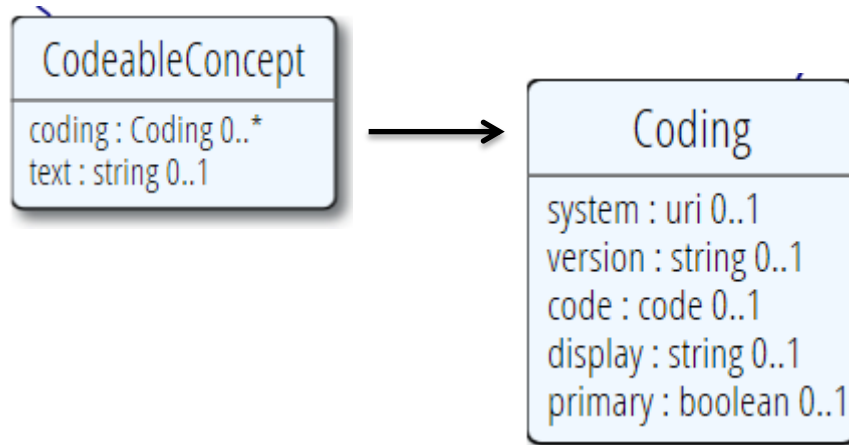 CodeableConcept
coding : Coding 0..*
text : string 0..1
Coding
system : uri 0..1
version : string 0..1
code : code 0..1
display : string 0..1
primary : boolean 0..1